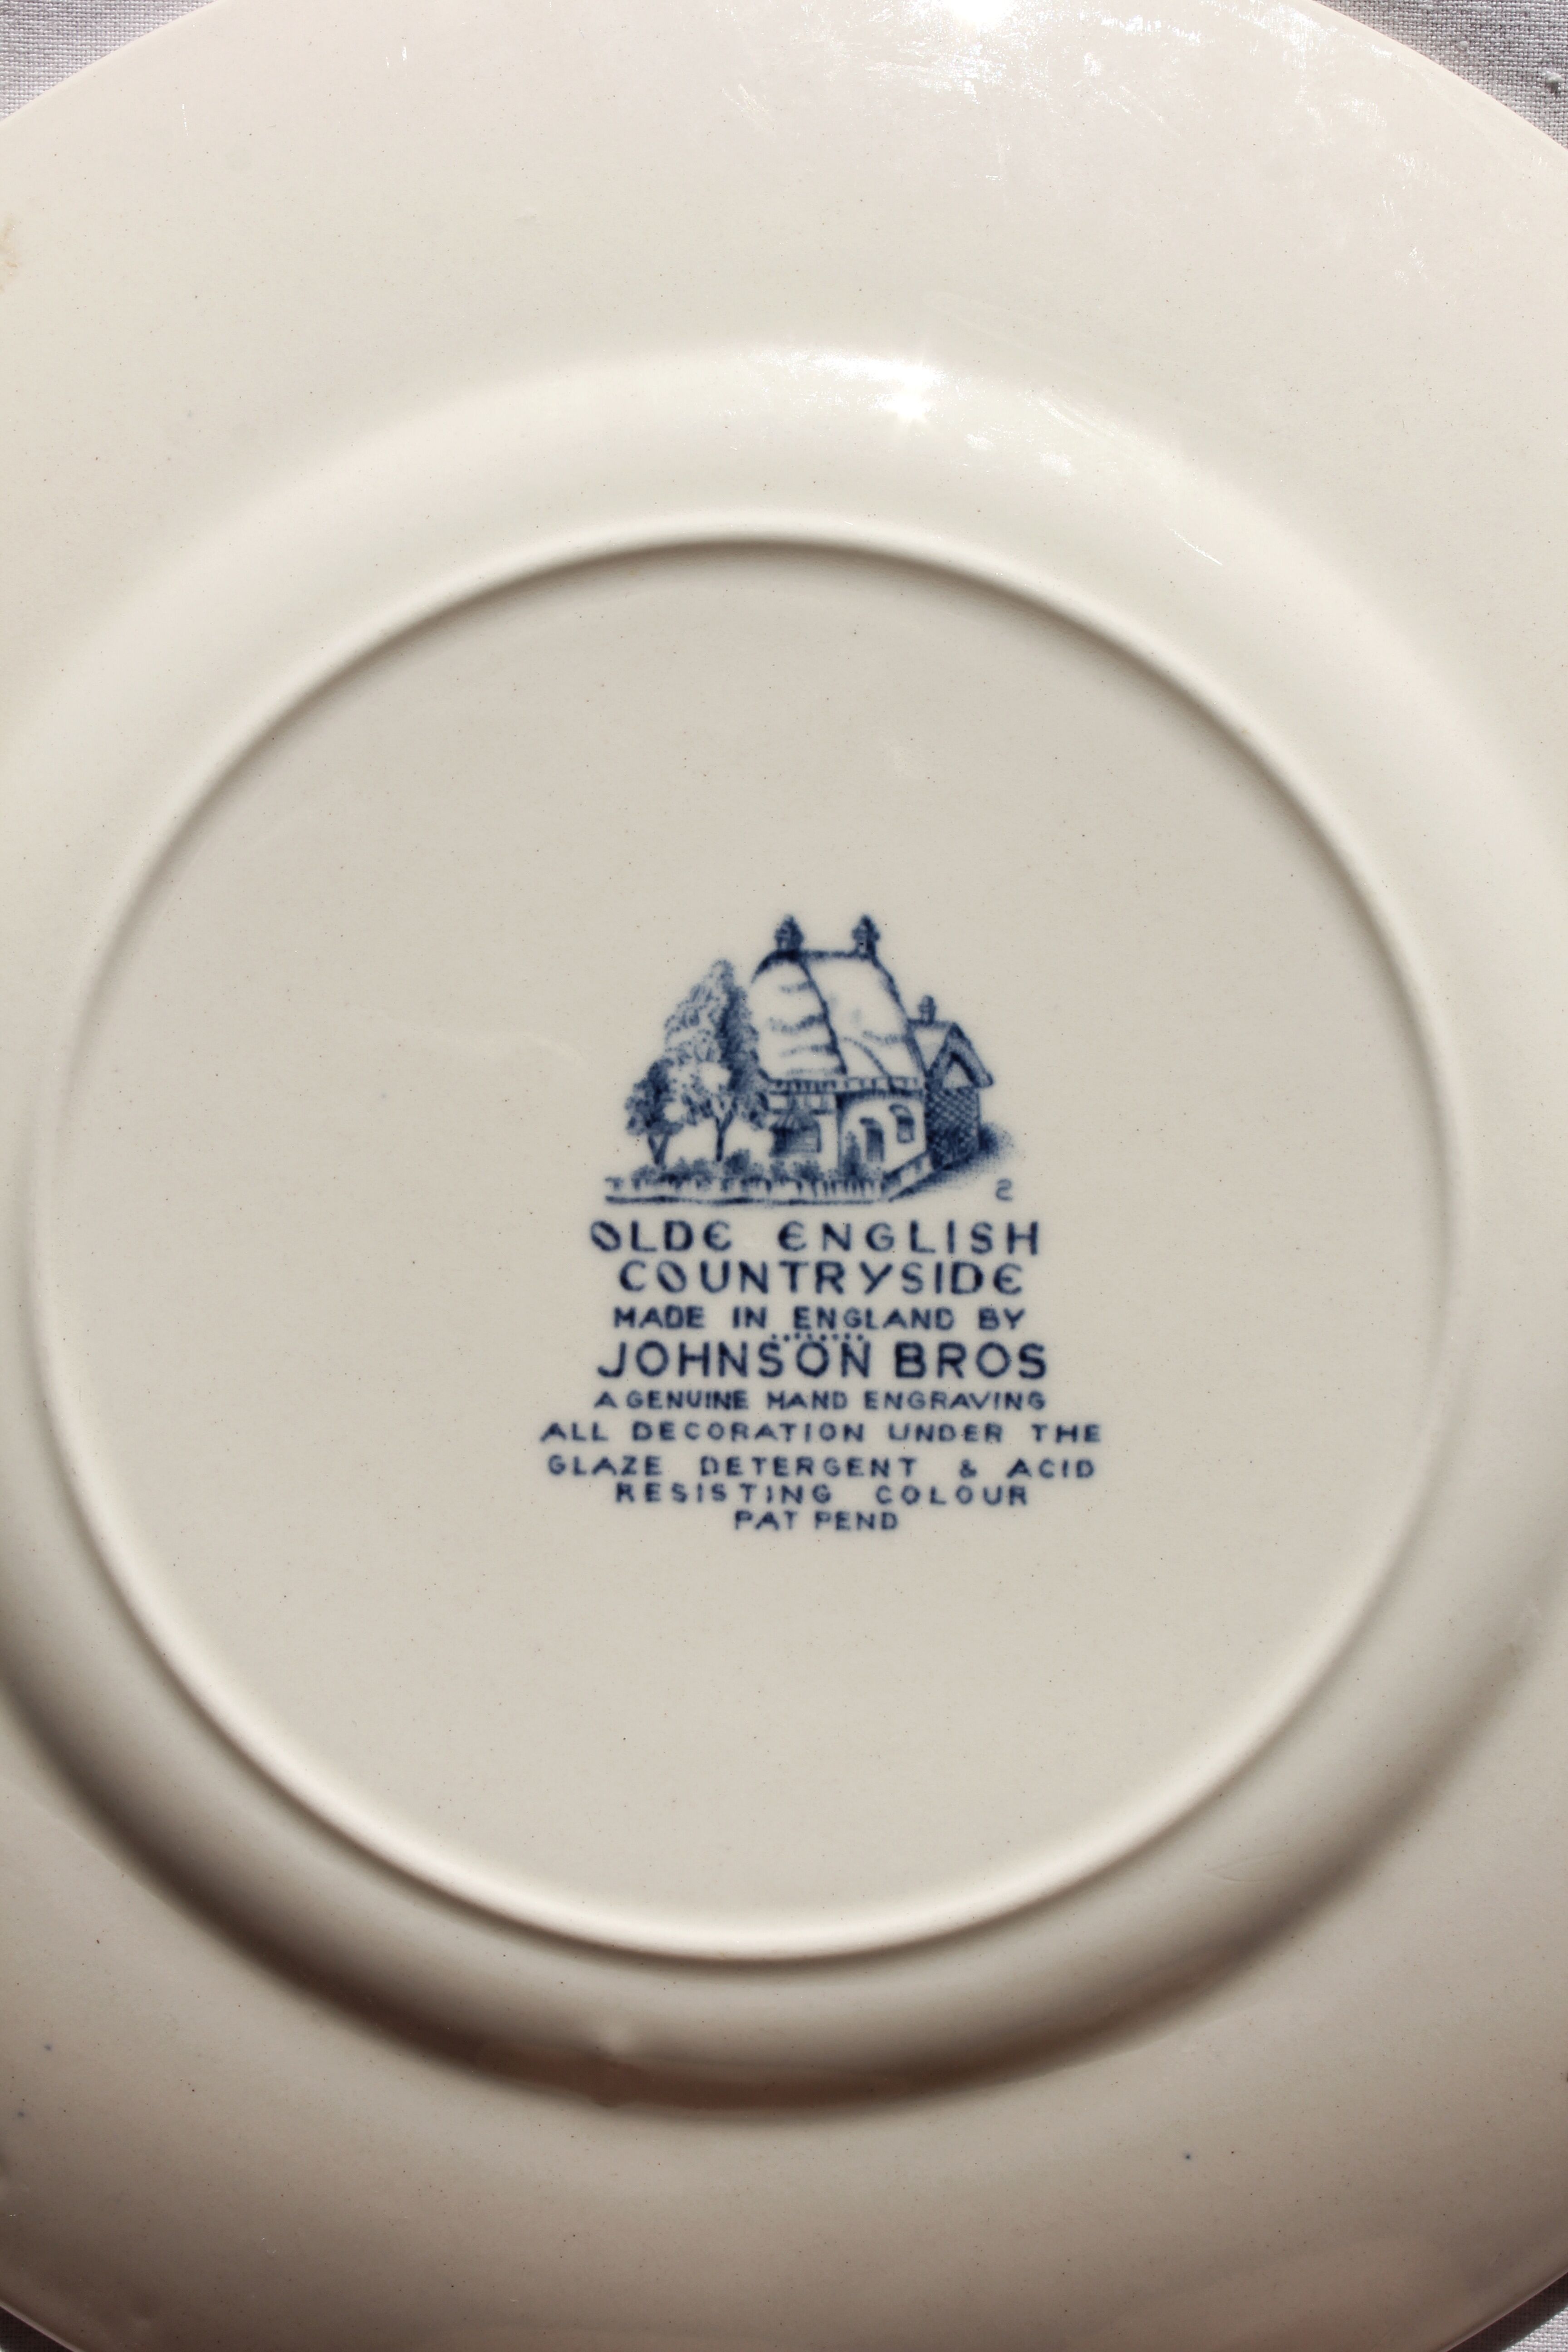 2
OLDE ENGLISH
COUNTRYSIDE
MADE IN ENGLAND BY
JOHNSON BROS
A GENUINE HAND ENGRAVING
ALL DECORATION UNDER THE
GLAZE DETERGENT & ACID
RESISTING COLOUR
PAT PEND